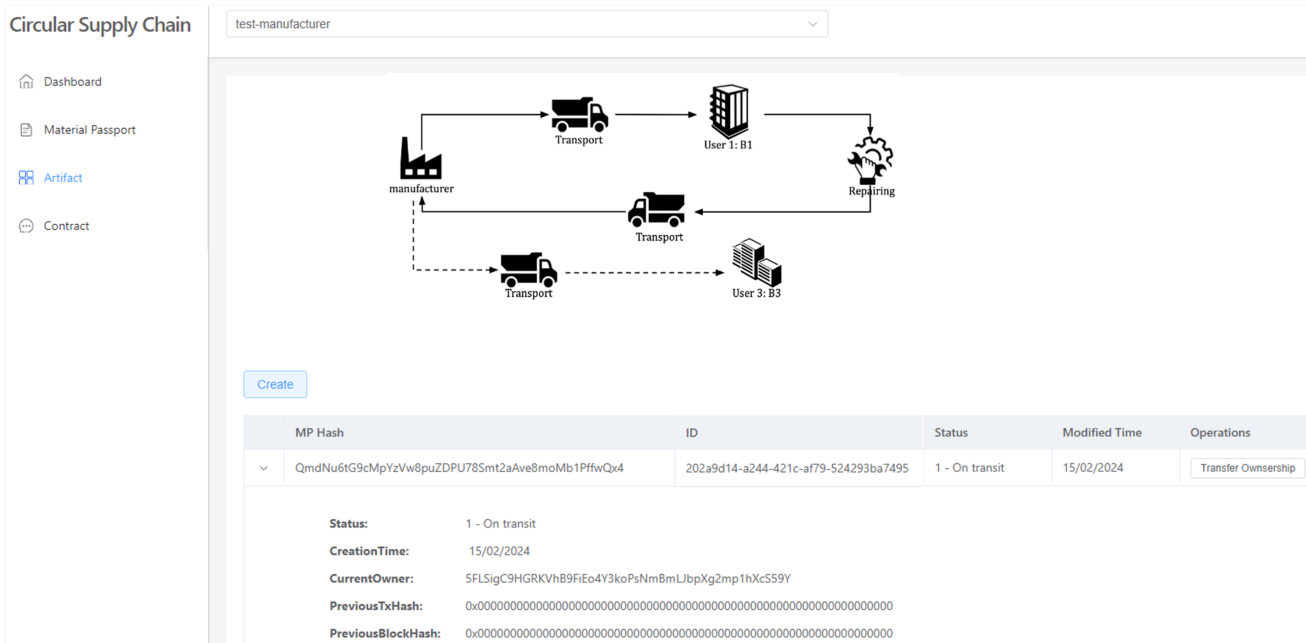 Circular Supply Chain
test-manufacturer
Dashboard
Material Passport
Artifact
Contract
Transport
User 1: B1
manufacturer
Repairing
Transport
Transport
User 3: B3
Create
MP Hash ID Status Modified Time Operations
QmdNu6tG9cMpYzVw8puZDPU78Smt2aAve8moMb1PffwQx4 202a9d14-a244-421c-af79-524293ba7495 1 - On transit 15/02/2024 Transfer Ownsership
Status: 1 - On transit
CreationTime: 15/02/2024
CurrentOwner: 5FLSigC9HGRKVhB9FiEo4Y3koPsNmBmLJbpXg2mp1hXcS59Y
PreviousTxHash: 0x0000000000000000000000000000000000000000000000000000000000000000
PreviousBlockHash: 0x0000000000000000000000000000000000000000000000000000000000000000